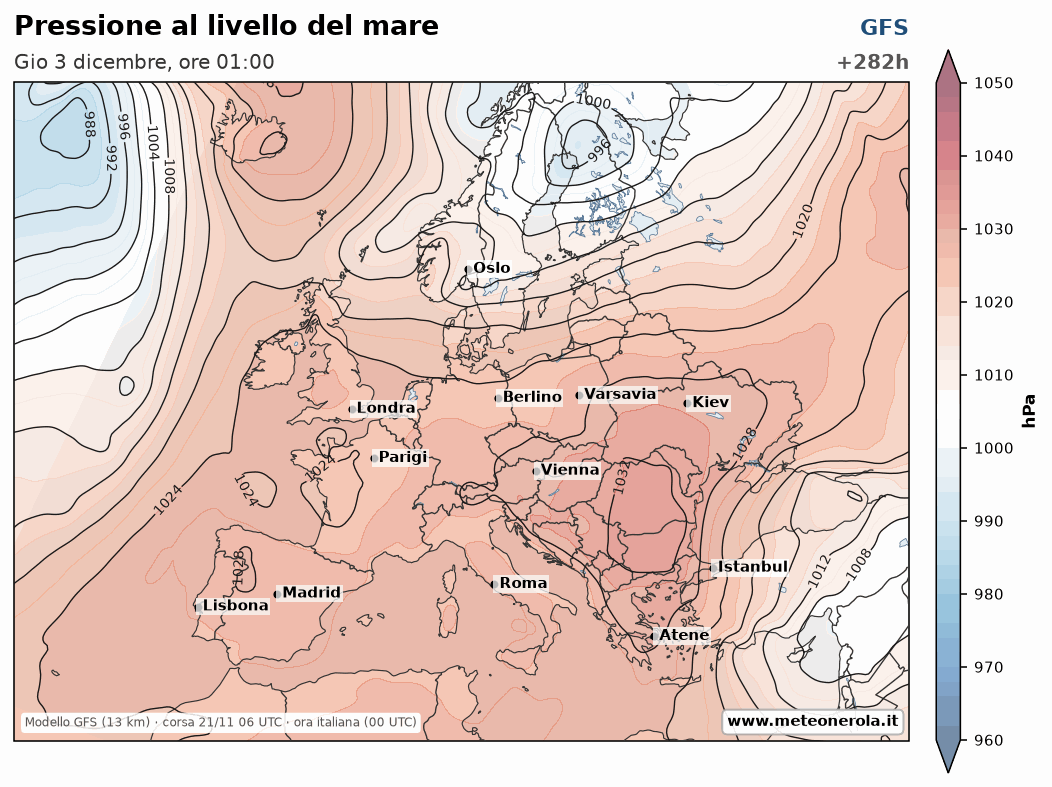 Pressione al livello del mare
GFS
Gio 3 dicembre, ore 01:00
+282h
1050
1040
1030
1020
1010
1000
990
980
970
960
hPa
988
992
996
1004
1008
1000
996
1020
Oslo
Londra
Berlino
Varsavia
Kiev
Parigi
Vienna
1024
1024
1024
1028
1032
1028
Madrid
Lisbona
Roma
Istanbul
Atene
1012
1008
Modello GFS (13 km) · corsa 21/11 06 UTC · ora italiana (00 UTC)
www.meteonerola.it